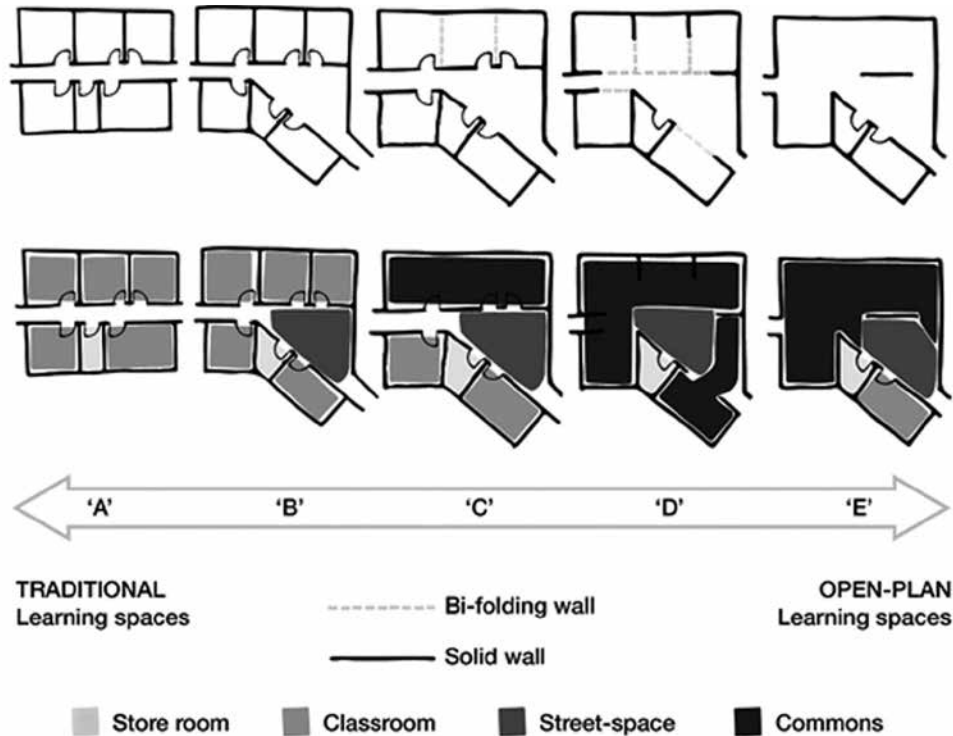 ‘A’ ‘B’ ‘C’ ‘D’ ‘E’
TRADITIONAL
Learning spaces
OPEN-PLAN
Learning spaces
Bi-folding wall
Solid wall
Store room Classroom Street-space Commons